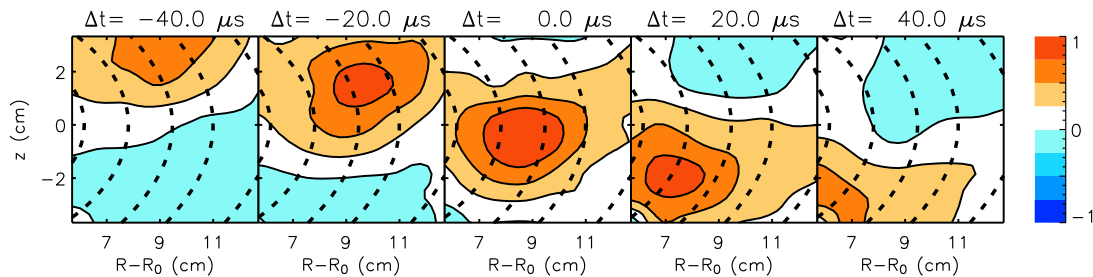 Δt= −40.0 μs Δt= −20.0 μs Δt= 0.0 μs Δt= 20.0 μs Δt= 40.0 μs
1
2
0 0
z (cm)
−2
−1
7 9 11 7 9 11 7 9 11 7 9 11 7 9 11
R−R₀ (cm) R−R₀ (cm) R−R₀ (cm) R−R₀ (cm) R−R₀ (cm)